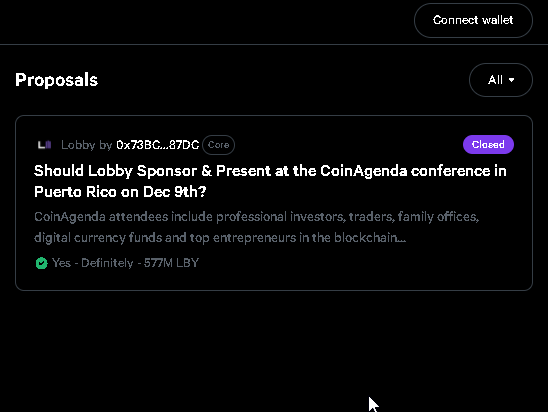 Connect wallet
Proposals
All
Lobby by 0x73BC...87DC Core
Closed
Should Lobby Sponsor & Present at the CoinAgenda conference in
Puerto Rico on Dec 9th?
CoinAgenda attendees include professional investors, traders, family offices,
digital currency funds and top entrepreneurs in the blockchain...
Yes - Definitely - 577M LBY